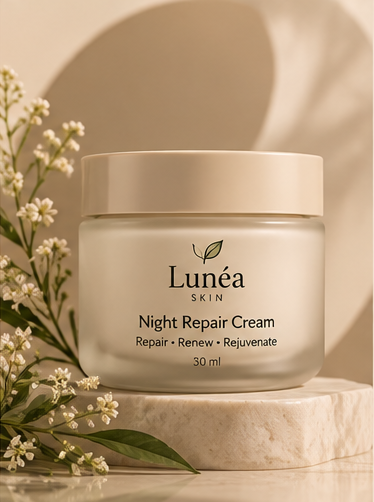 Lunéa
SKIN
Night Repair Cream
Repair • Renew • Rejuvenate
30 ml